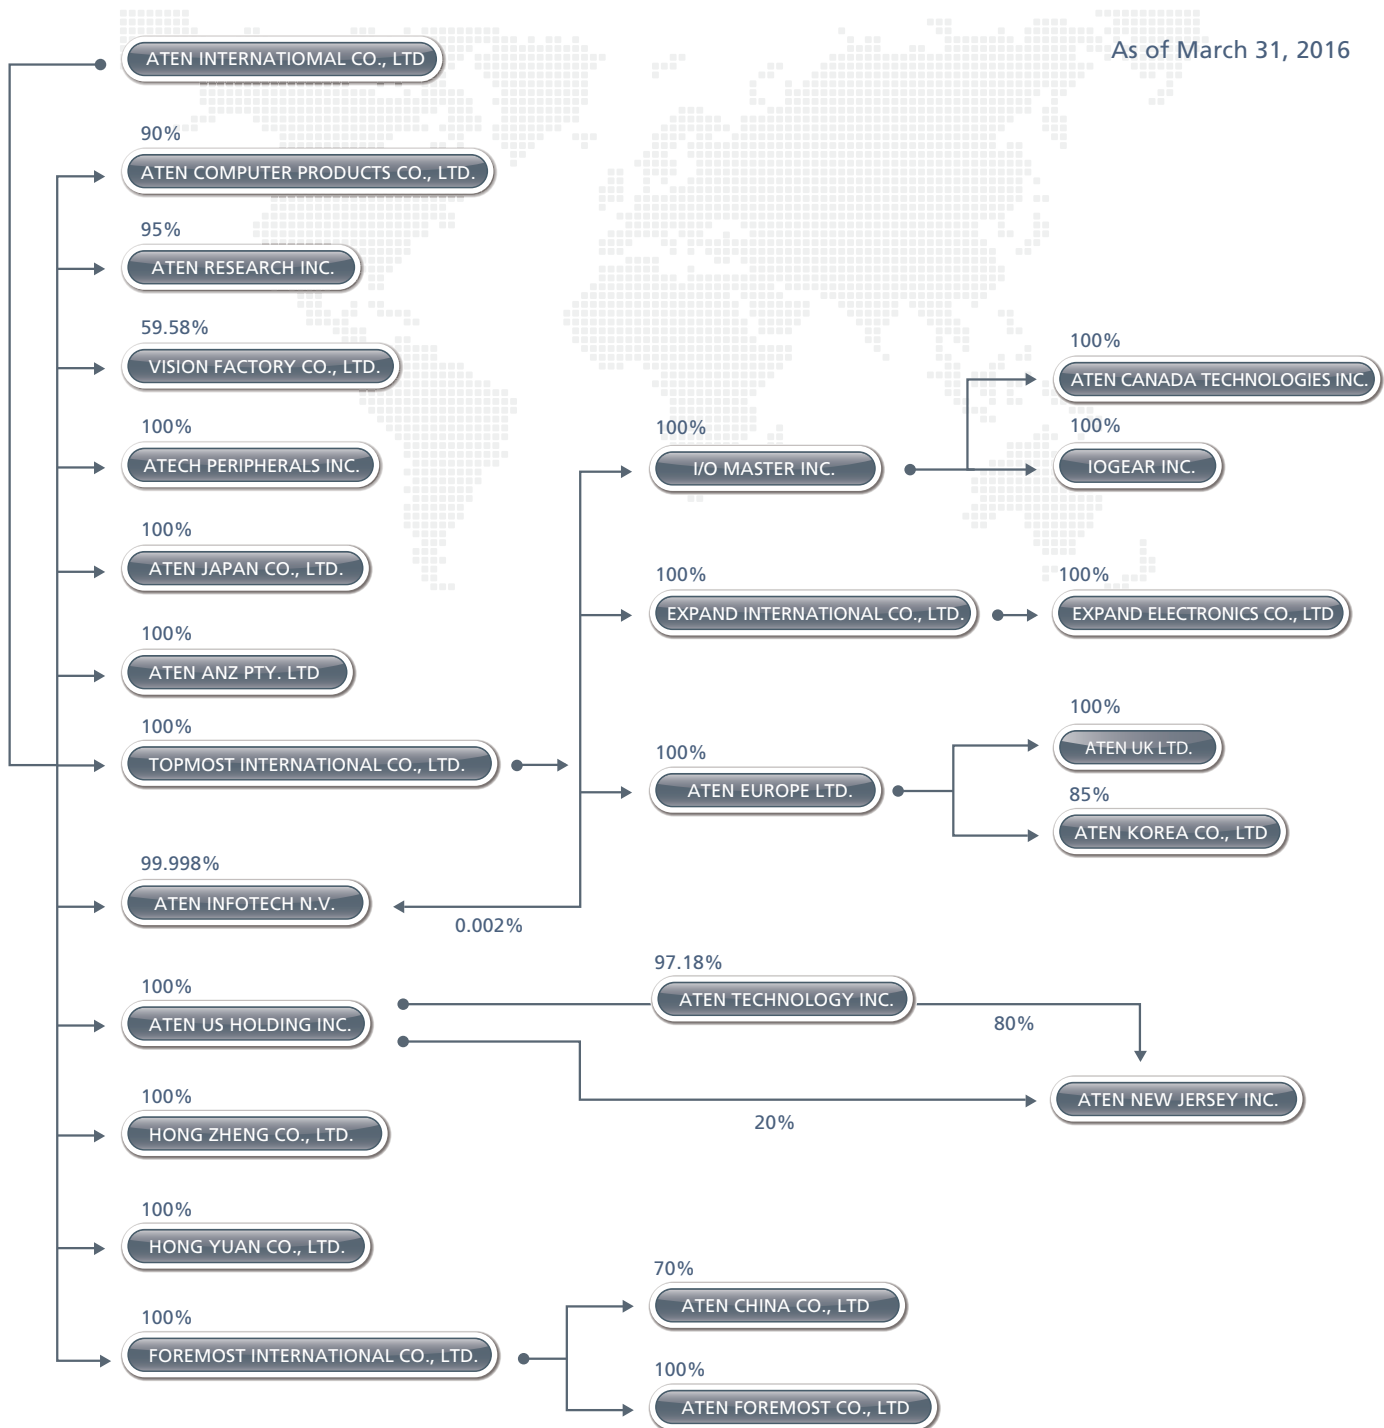 As of March 31, 2016
ATEN INTERNATIOMAL CO., LTD
90%
ATEN COMPUTER PRODUCTS CO., LTD.
95%
ATEN RESEARCH INC.
59.58%
VISION FACTORY CO., LTD.
100%
ATECH PERIPHERALS INC.
100%
ATEN JAPAN CO., LTD.
100%
ATEN ANZ PTY. LTD
100%
TOPMOST INTERNATIONAL CO., LTD.
100%
I/O MASTER INC.
100%
ATEN CANADA TECHNOLOGIES INC.
100%
IOGEAR INC.
100%
EXPAND INTERNATIONAL CO., LTD.
100%
EXPAND ELECTRONICS CO., LTD
100%
ATEN EUROPE LTD.
100%
ATEN UK LTD.
85%
ATEN KOREA CO., LTD
99.998%
ATEN INFOTECH N.V.
0.002%
100%
ATEN US HOLDING INC.
97.18%
ATEN TECHNOLOGY INC.
80%
20%
ATEN NEW JERSEY INC.
100%
HONG ZHENG CO., LTD.
100%
HONG YUAN CO., LTD.
100%
FOREMOST INTERNATIONAL CO., LTD.
70%
ATEN CHINA CO., LTD
100%
ATEN FOREMOST CO., LTD